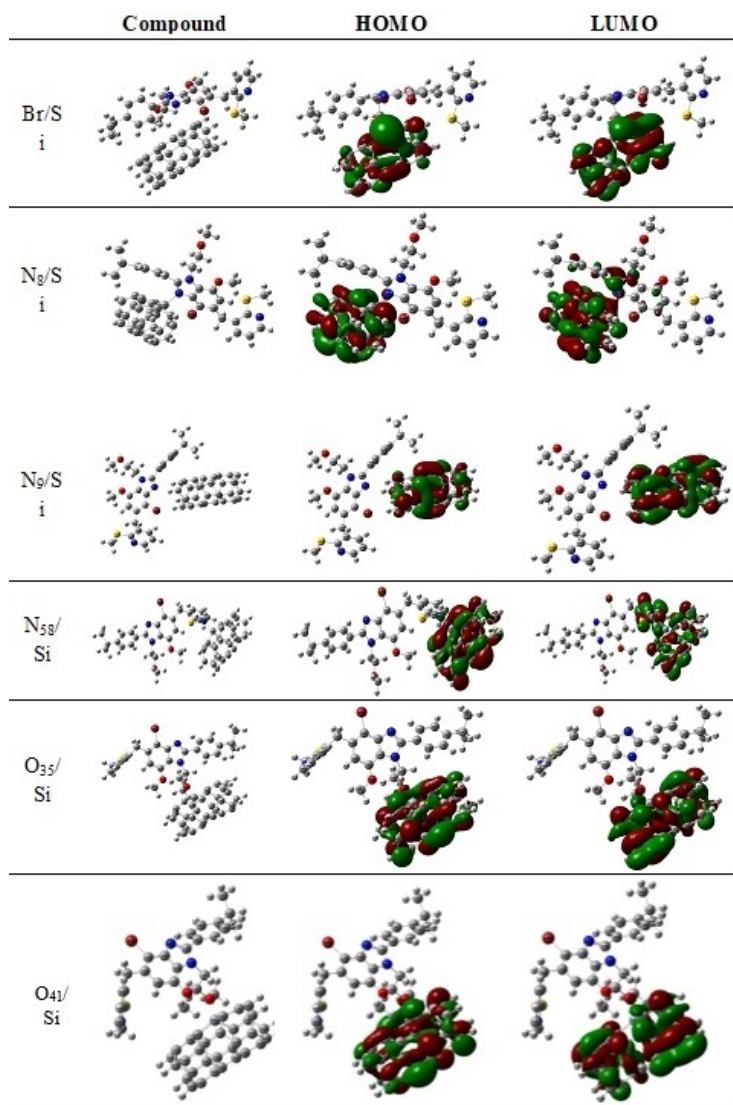 Compound HOMO LUMO
Br/S
i
N8/S
i
N9/S
i
N58/
Si
O35/
Si
O41/
Si